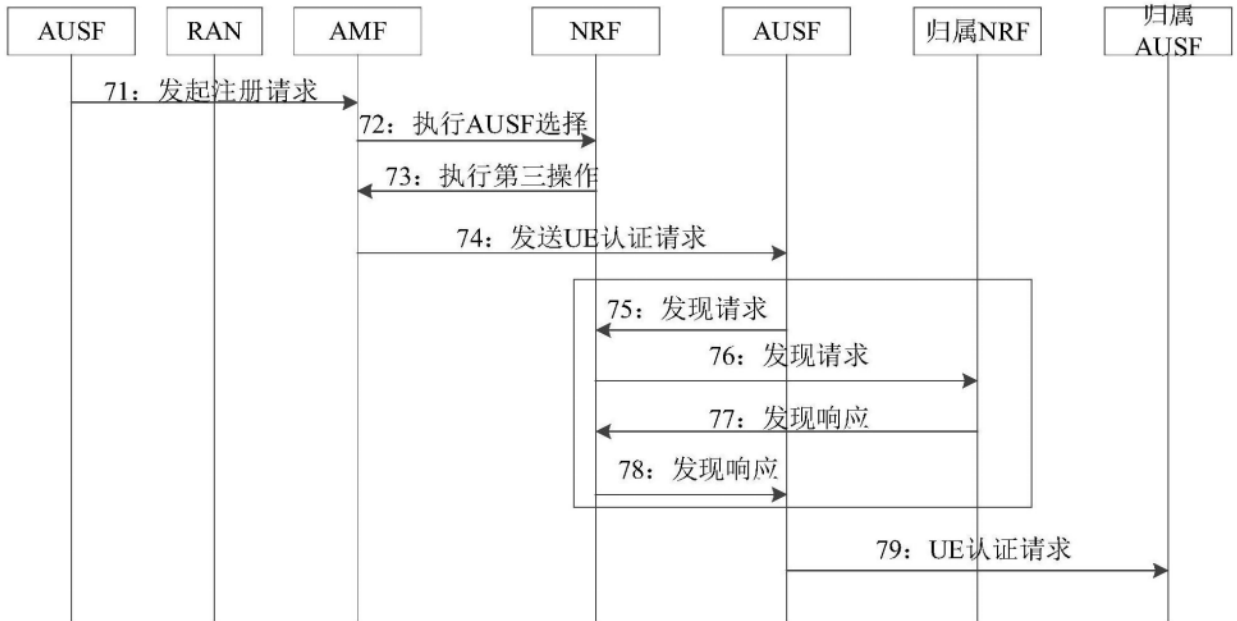 AUSF
RAN
AMF
NRF
AUSF
归属NRF
归属
AUSF
71：发起注册请求
72：执行AUSF选择
73：执行第三操作
74：发送UE认证请求
75：发现请求
76：发现请求
77：发现响应
78：发现响应
79：UE认证请求